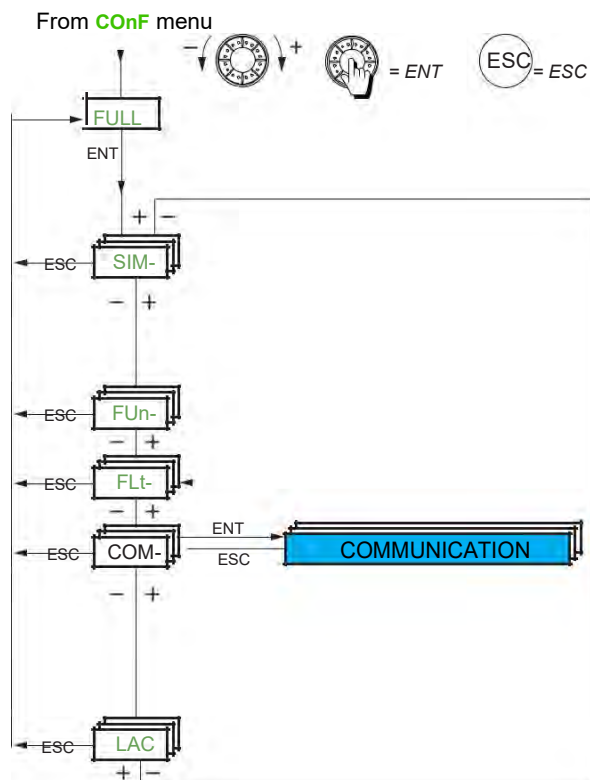 From COnF menu
− + = ENT ESC = ESC
FULL
ENT
+ −
ESC SIM-
− +
ESC FUn-
− +
ESC FLt-
− +
ESC COM- ENT ESC COMMUNICATION
− +
ESC LAC
+ −